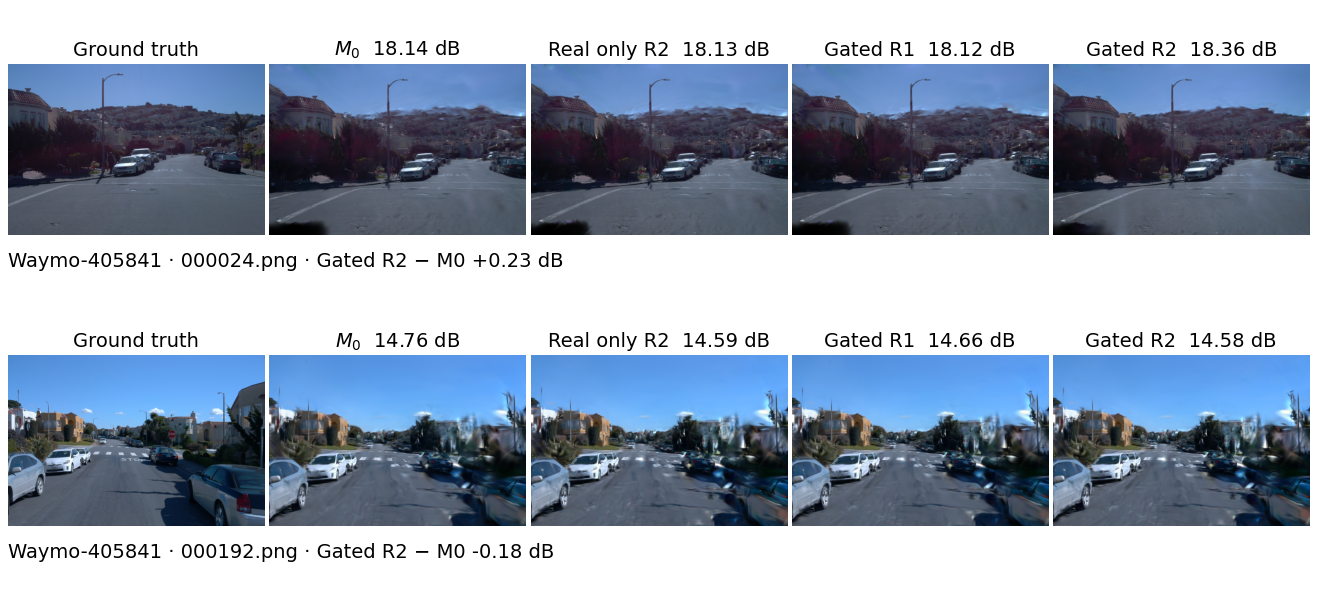 Ground truth
M₀ 18.14 dB
Real only R2 18.13 dB
Gated R1 18.12 dB
Gated R2 18.36 dB
Waymo-405841 · 000024.png · Gated R2 − M0 +0.23 dB
Ground truth
M₀ 14.76 dB
Real only R2 14.59 dB
Gated R1 14.66 dB
Gated R2 14.58 dB
Waymo-405841 · 000192.png · Gated R2 − M0 -0.18 dB